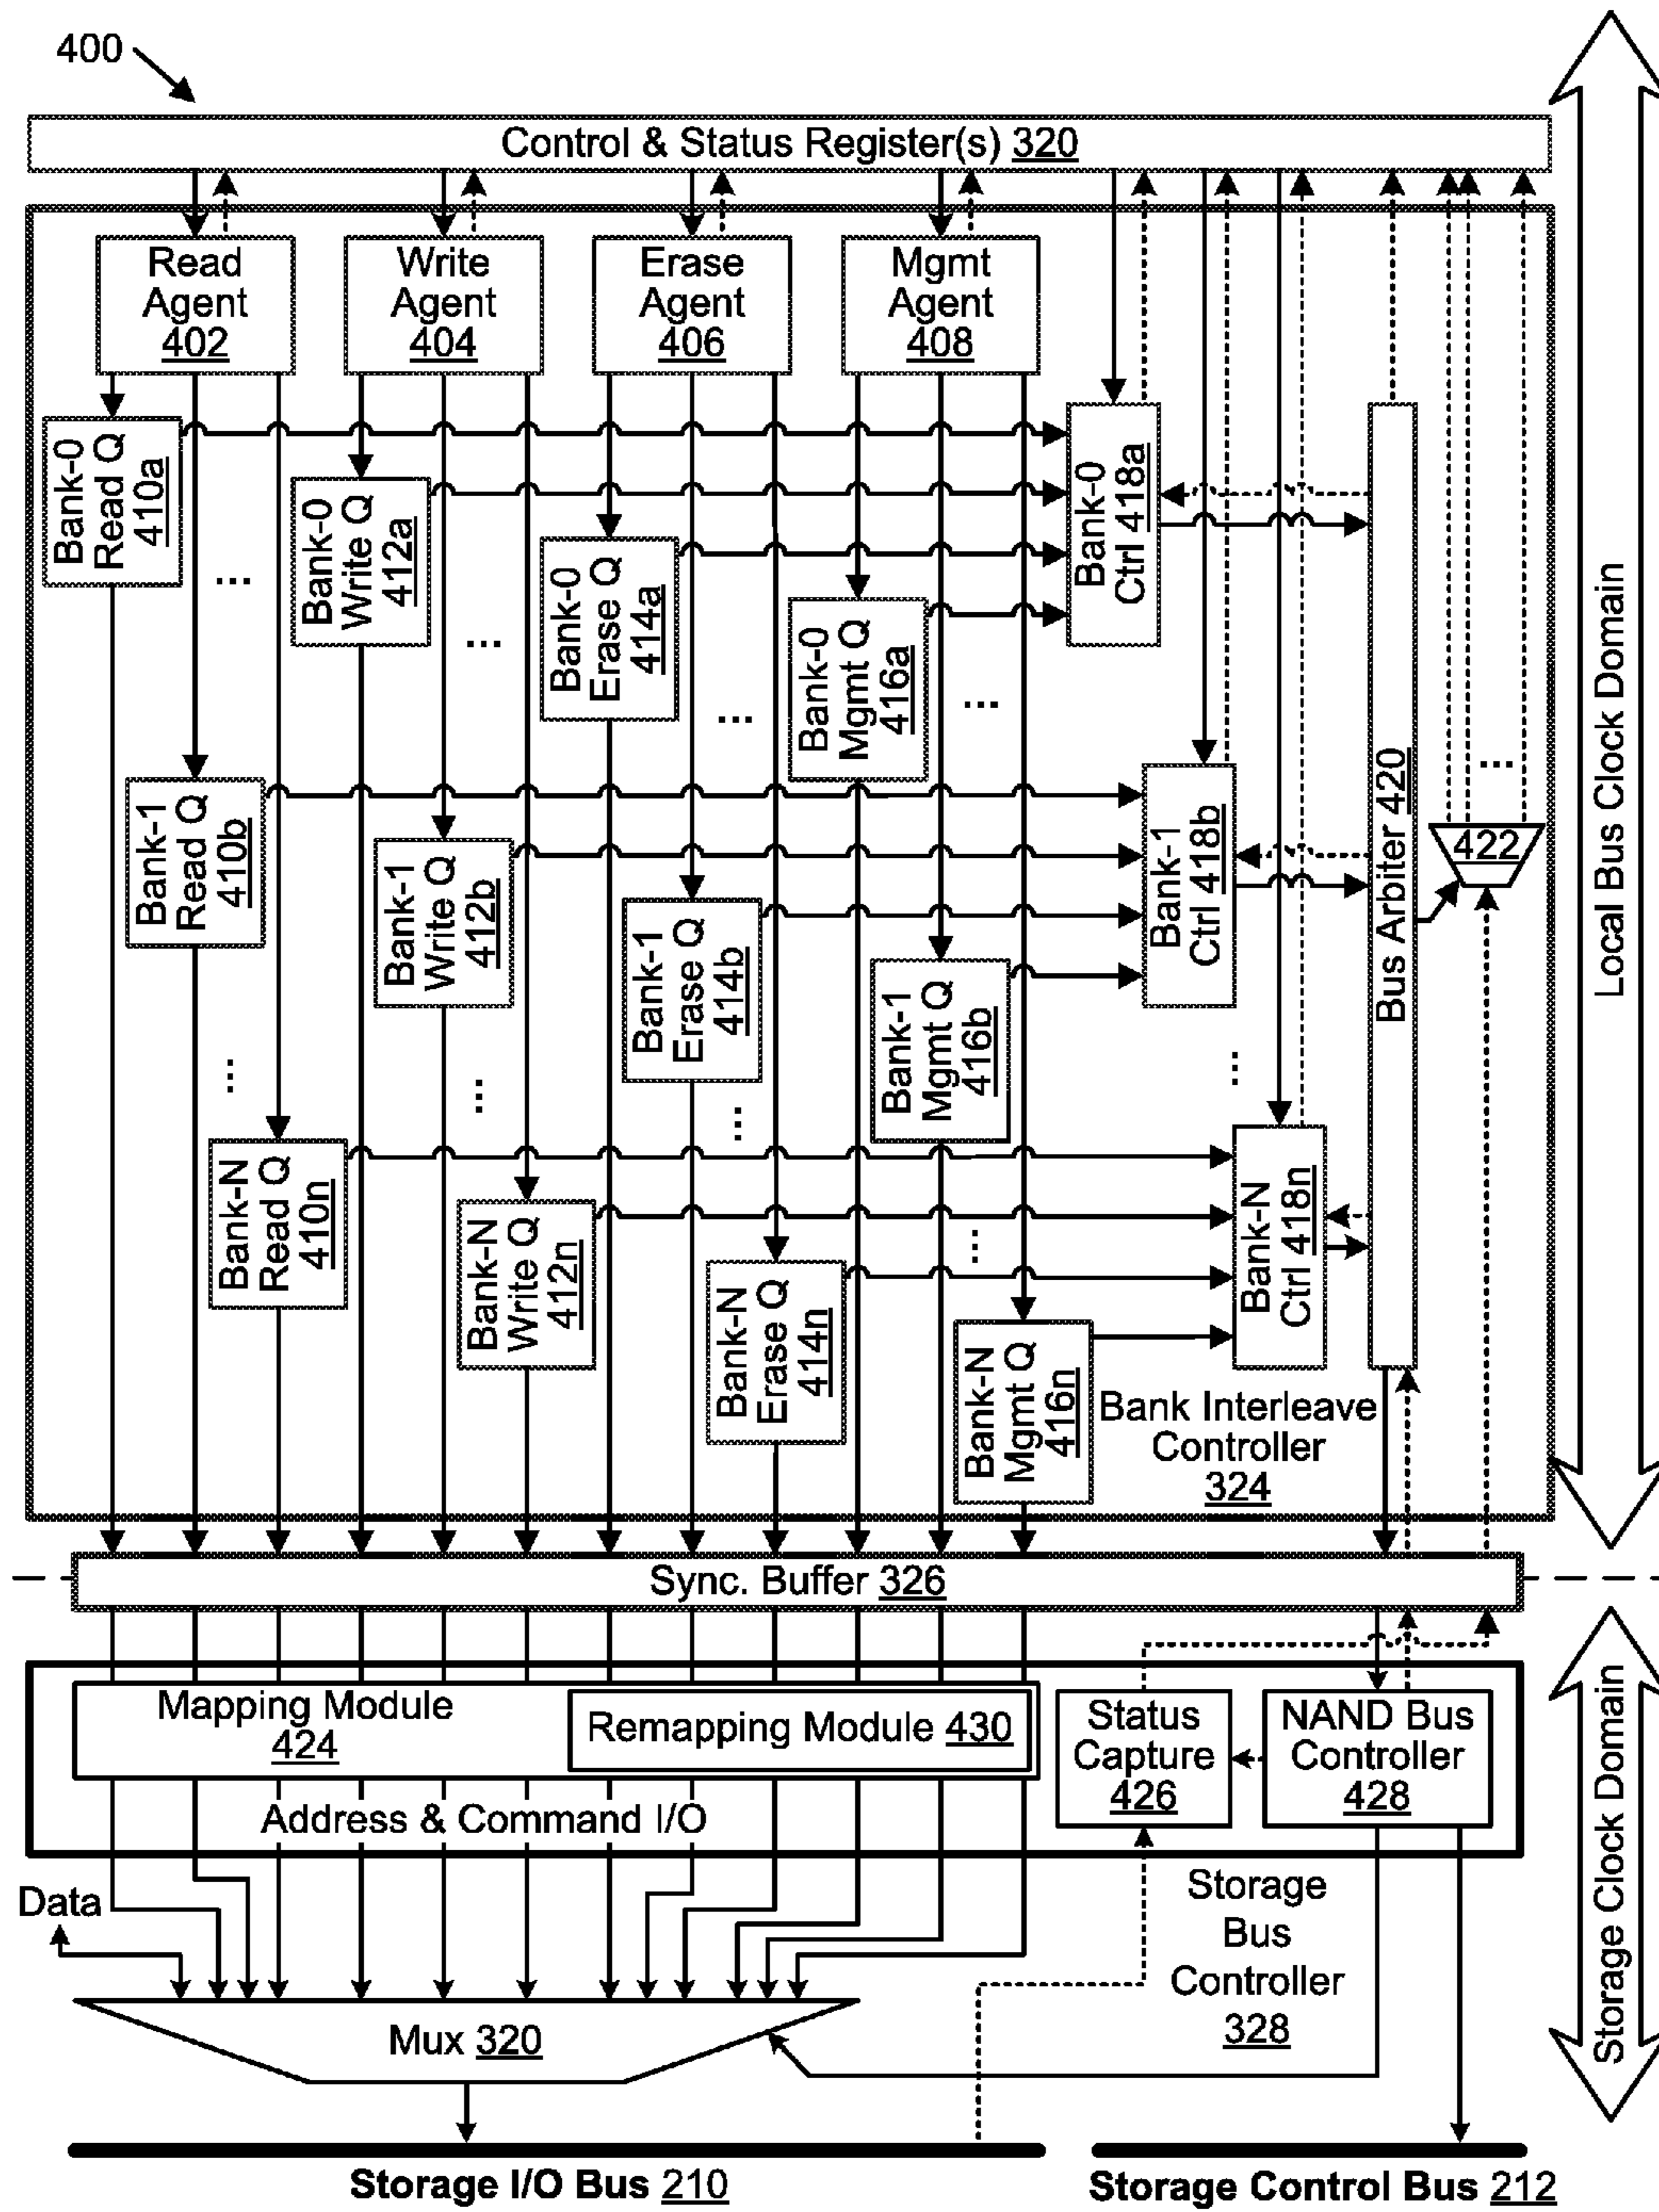 400
Control & Status Register(s) 320
Read
Agent
402
Write
Agent
404
Erase
Agent
406
Mgmt
Agent
408
Bank-0
Read Q
410a
Bank-0
Write Q
412a
Bank-0
Erase Q
414a
Bank-0
Mgmt Q
416a
Bank-0
Ctrl 418a
...
...
...
...
Bank-1
Read Q
410b
Bank-1
Write Q
412b
Bank-1
Erase Q
414b
Bank-1
Mgmt Q
416b
Bank-1
Ctrl 418b
Bus Arbiter 420
...
422
Local Bus Clock Domain
...
...
...
...
...
Bank-N
Read Q
410n
Bank-N
Write Q
412n
Bank-N
Erase Q
414n
Bank-N
Mgmt Q
416n
Bank-N
Ctrl 418n
Bank Interleave
Controller
324
Sync. Buffer 326
Mapping Module
424
Remapping Module 430
Status
Capture
426
NAND Bus
Controller
428
Address & Command I/O
Storage Clock Domain
Data
Storage
Bus
Controller
328
Mux 320
Storage I/O Bus 210
Storage Control Bus 212